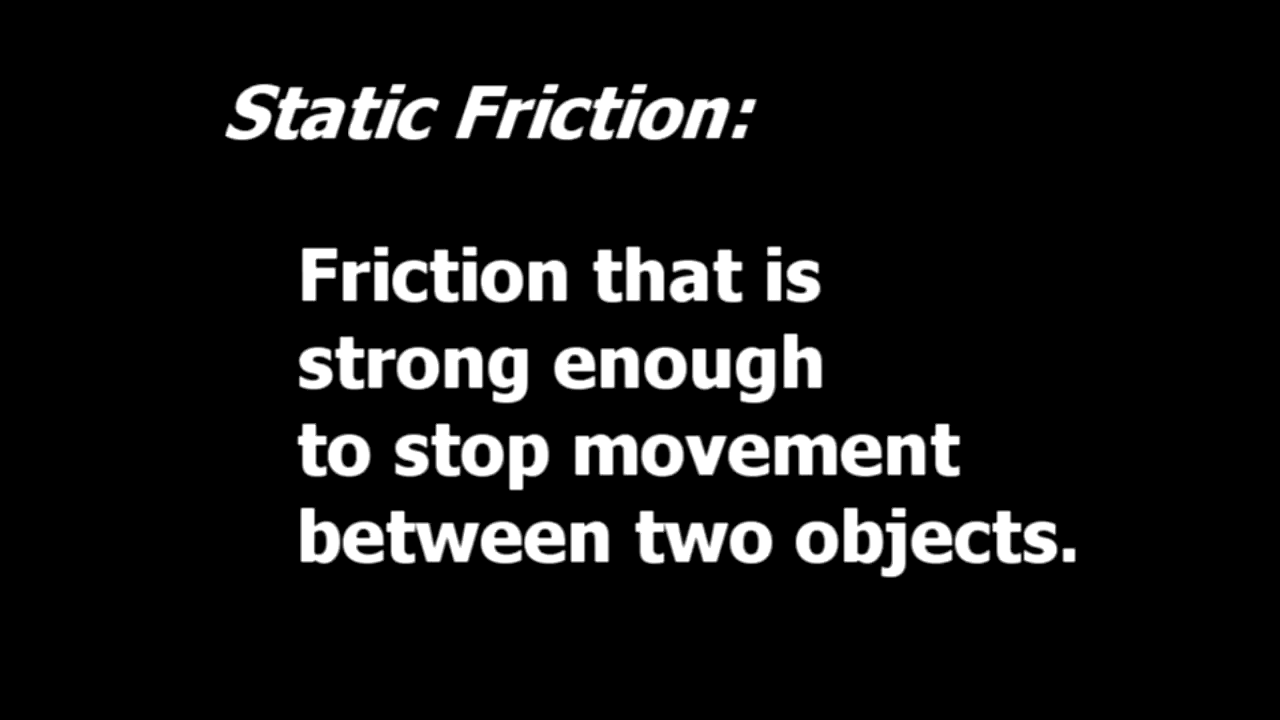 Static Friction:
Friction that is
strong enough
to stop movement
between two objects.